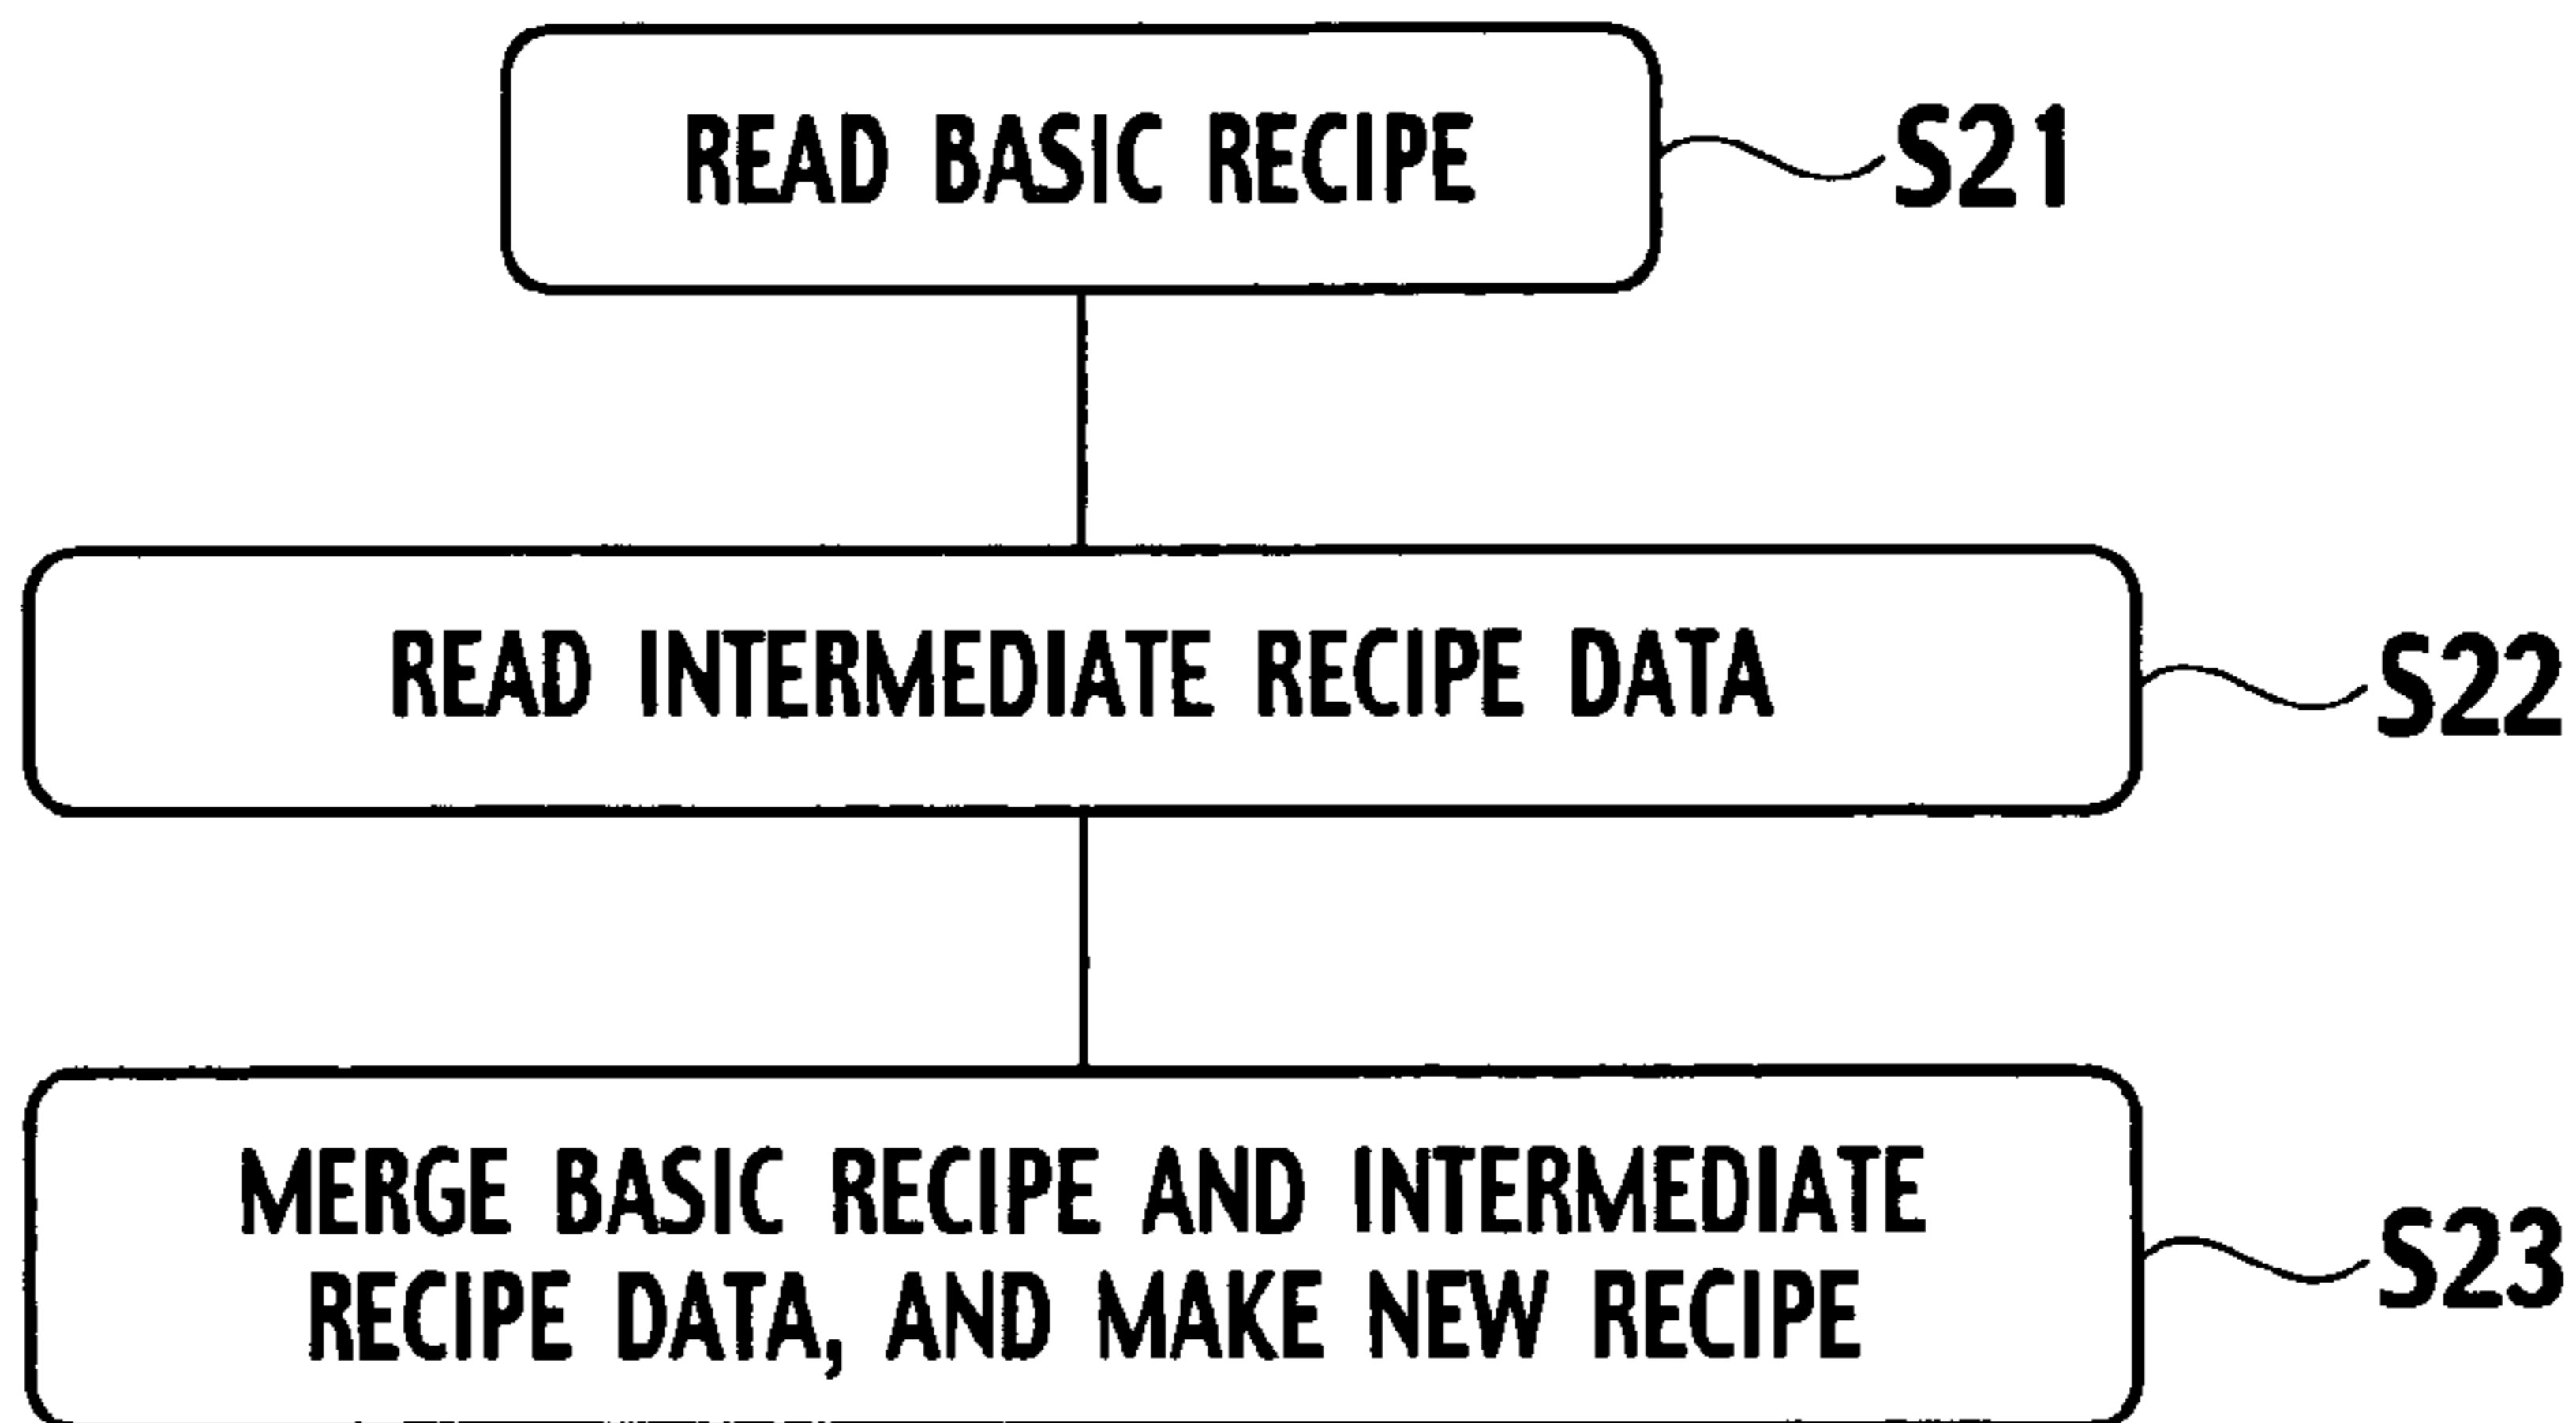 READ BASIC RECIPE
S21
READ INTERMEDIATE RECIPE DATA
S22
MERGE BASIC RECIPE AND INTERMEDIATE
RECIPE DATA, AND MAKE NEW RECIPE
S23